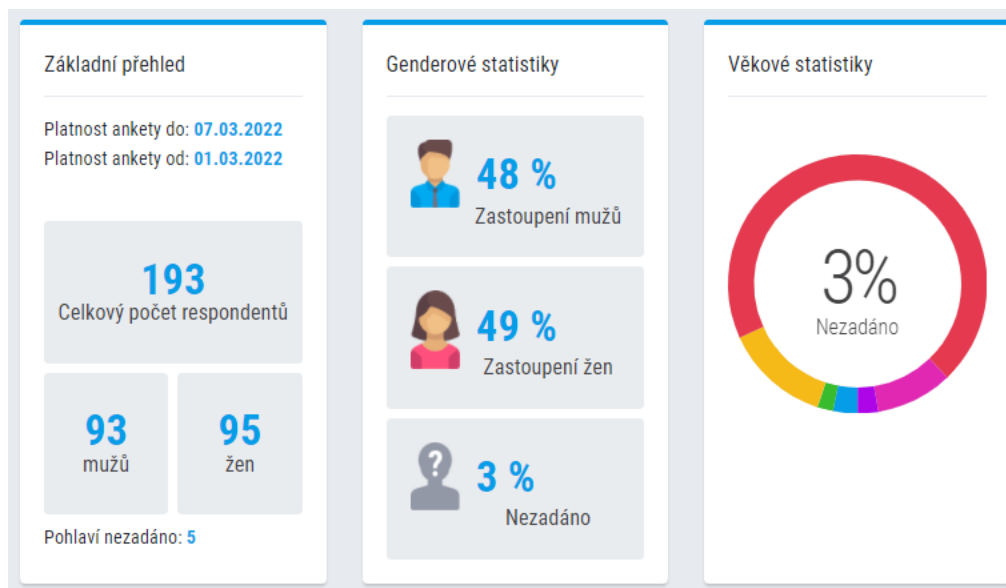 Základní přehled
Platnost ankety do: 07.03.2022
Platnost ankety od: 01.03.2022
193
Celkový počet respondentů
93
mužů
95
žen
Pohlaví nezadáno: 5
Genderové statistiky
48 %
Zastoupení mužů
49 %
Zastoupení žen
?
3 %
Nezadáno
Věkové statistiky
3%
Nezadáno